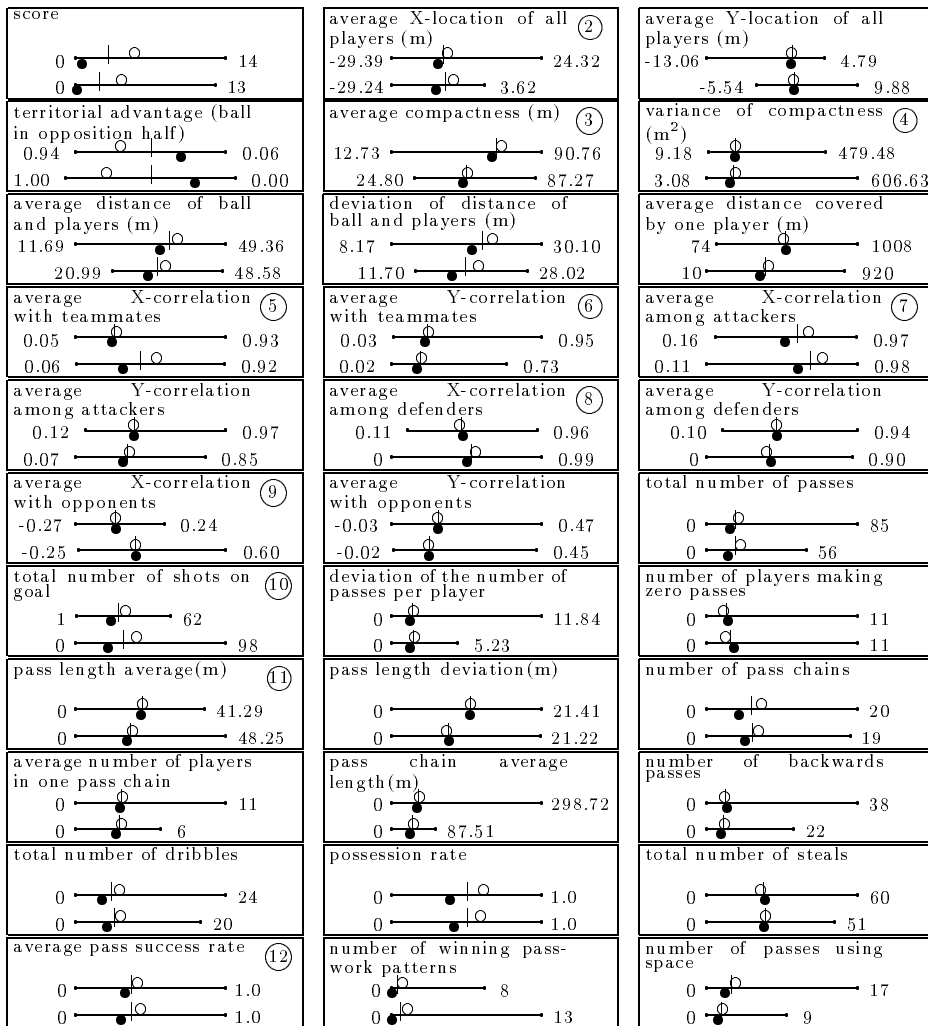 score
0 14
0 13
average X-location of all
players (m)
2
-29.39 24.32
-29.24 3.62
average Y-location of all
players (m)
-13.06 4.79
-5.54 9.88
territorial advantage (ball
in opposition half)
0.94 0.06
1.00 0.00
average compactness (m)
3
12.73 90.76
24.80 87.27
variance of compactness
(m²)
4
9.18 479.48
3.08 606.63
average distance of ball
and players (m)
11.69 49.36
20.99 48.58
deviation of distance of
ball and players (m)
8.17 30.10
11.70 28.02
average distance covered
by one player (m)
74 1008
10 920
average X-correlation
with teammates
5
0.05 0.93
0.06 0.92
average Y-correlation
with teammates
6
0.03 0.95
0.02 0.73
average X-correlation
among attackers
7
0.16 0.97
0.11 0.98
average Y-correlation
among attackers
0.12 0.97
0.07 0.85
average X-correlation
among defenders
8
0.11 0.96
0 0.99
average Y-correlation
among defenders
0.10 0.94
0 0.90
average X-correlation
with opponents
9
-0.27 0.24
-0.25 0.60
average Y-correlation
with opponents
-0.03 0.47
-0.02 0.45
total number of passes
0 85
0 56
total number of shots on
goal
10
1 62
0 98
deviation of the number of
passes per player
0 11.84
0 5.23
number of players making
zero passes
0 11
0 11
pass length average(m)
11
0 41.29
0 48.25
pass length deviation(m)
0 21.41
0 21.22
number of pass chains
0 20
0 19
average number of players
in one pass chain
0 11
0 6
pass chain average
length(m)
0 298.72
0 87.51
number of backwards
passes
0 38
0 22
total number of dribbles
0 24
0 20
possession rate
0 1.0
0 1.0
total number of steals
0 60
0 51
average pass success rate
12
0 1.0
0 1.0
number of winning pass-
work patterns
0 8
0 13
number of passes using
space
0 17
0 9